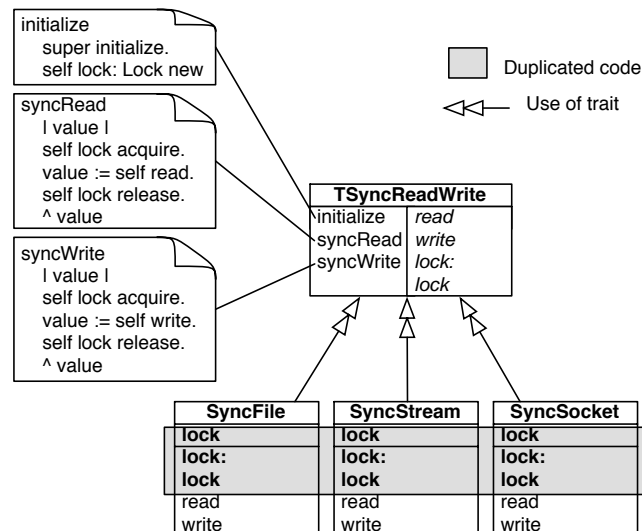 initialize
super initialize.
self lock: Lock new
syncRead
| value |
self lock acquire.
value := self read.
self lock release.
^ value
syncWrite
| value |
self lock acquire.
value := self write.
self lock release.
^ value
Duplicated code
Use of trait
TSyncReadWrite
initialize read
syncRead write
syncWrite lock:
lock
SyncFile SyncStream SyncSocket
lock lock lock
lock: lock: lock:
lock lock lock
read read read
write write write